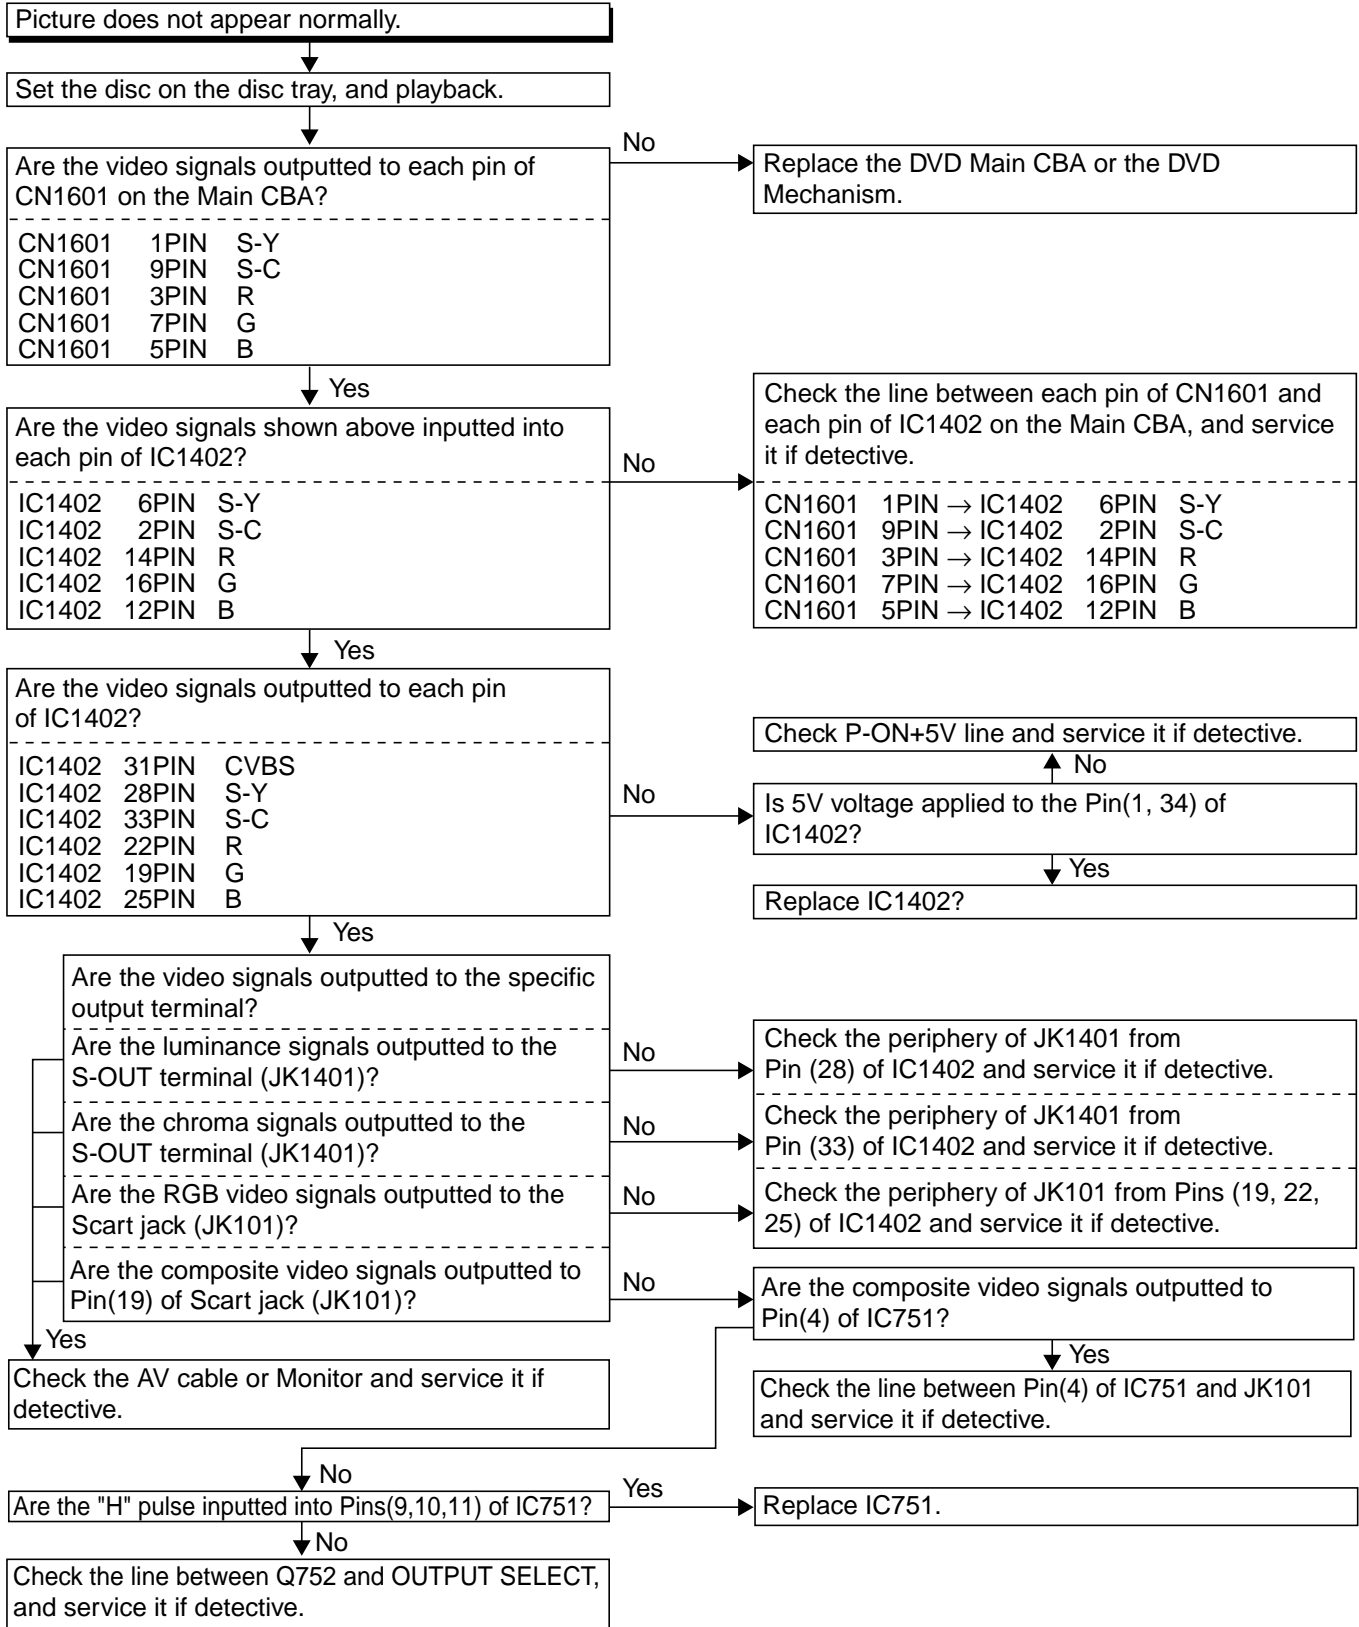 Picture does not appear normally.
Set the disc on the disc tray, and playback.
Are the video signals outputted to each pin of
CN1601 on the Main CBA?
CN1601 1PIN S-Y
CN1601 9PIN S-C
CN1601 3PIN R
CN1601 7PIN G
CN1601 5PIN B
No
Replace the DVD Main CBA or the DVD
Mechanism.
Yes
Are the video signals shown above inputted into
each pin of IC1402?
IC1402 6PIN S-Y
IC1402 2PIN S-C
IC1402 14PIN R
IC1402 16PIN G
IC1402 12PIN B
No
Check the line between each pin of CN1601 and
each pin of IC1402 on the Main CBA, and service
it if detective.
CN1601 1PIN → IC1402 6PIN S-Y
CN1601 9PIN → IC1402 2PIN S-C
CN1601 3PIN → IC1402 14PIN R
CN1601 7PIN → IC1402 16PIN G
CN1601 5PIN → IC1402 12PIN B
Yes
Are the video signals outputted to each pin
of IC1402?
IC1402 31PIN CVBS
IC1402 28PIN S-Y
IC1402 33PIN S-C
IC1402 22PIN R
IC1402 19PIN G
IC1402 25PIN B
No
Check P-ON+5V line and service it if detective.
No
Is 5V voltage applied to the Pin(1, 34) of
IC1402?
Yes
Replace IC1402?
Yes
Are the video signals outputted to the specific
output terminal?
Are the luminance signals outputted to the
S-OUT terminal (JK1401)?
No
Check the periphery of JK1401 from
Pin (28) of IC1402 and service it if detective.
Are the chroma signals outputted to the
S-OUT terminal (JK1401)?
No
Check the periphery of JK1401 from
Pin (33) of IC1402 and service it if detective.
Are the RGB video signals outputted to the
Scart jack (JK101)?
No
Check the periphery of JK101 from Pins (19, 22,
25) of IC1402 and service it if detective.
Are the composite video signals outputted to
Pin(19) of Scart jack (JK101)?
No
Are the composite video signals outputted to
Pin(4) of IC751?
Yes
Check the AV cable or Monitor and service it if
detective.
Yes
Check the line between Pin(4) of IC751 and JK101
and service it if detective.
No
Are the "H" pulse inputted into Pins(9,10,11) of IC751?
Yes
Replace IC751.
No
Check the line between Q752 and OUTPUT SELECT,
and service it if detective.